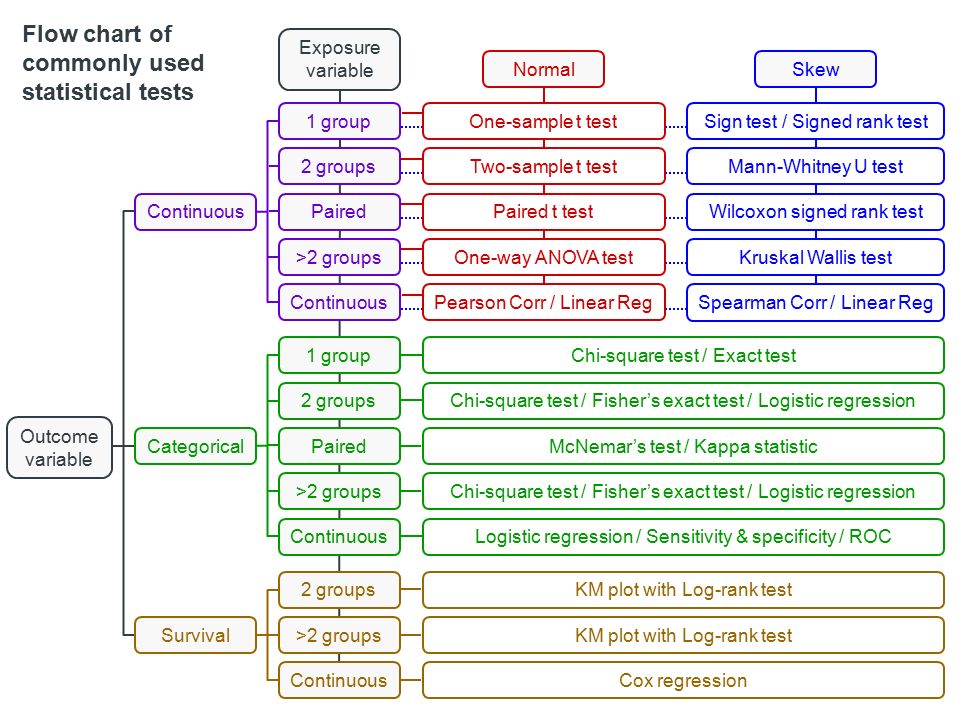 Flow chart of
commonly used
statistical tests
Exposure
variable
Normal
Skew
1 group
One-sample t test
Sign test / Signed rank test
2 groups
Two-sample t test
Mann-Whitney U test
Continuous
Paired
Paired t test
Wilcoxon signed rank test
>2 groups
One-way ANOVA test
Kruskal Wallis test
Continuous
Pearson Corr / Linear Reg
Spearman Corr / Linear Reg
1 group
Chi-square test / Exact test
2 groups
Chi-square test / Fisher’s exact test / Logistic regression
Outcome
variable
Categorical
Paired
McNemar’s test / Kappa statistic
>2 groups
Chi-square test / Fisher’s exact test / Logistic regression
Continuous
Logistic regression / Sensitivity & specificity / ROC
2 groups
KM plot with Log-rank test
Survival
>2 groups
KM plot with Log-rank test
Continuous
Cox regression